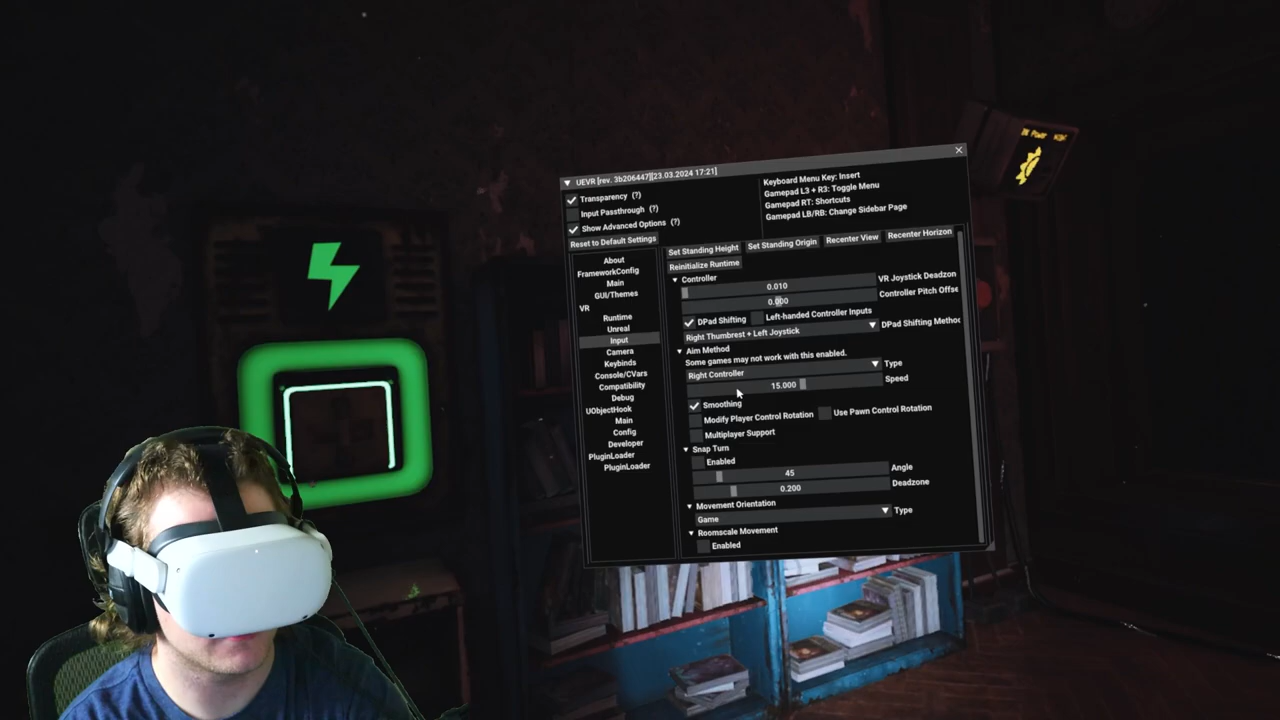 UEVR [rev. 3b206447][23.03.2024 17:21]
Transparency (?)
Input Passthrough (?)
Show Advanced Options (?)
Reset to Default Settings
Keyboard Menu Key: Insert
Gamepad L3 + R3: Toggle Menu
Gamepad RT: Shortcuts
Gamepad LB/RB: Change Sidebar Page
About
FrameworkConfig
Main
GUI/Themes
VR
Runtime
Unreal
Input
Camera
Keybinds
Console/CVars
Compatibility
Debug
UObjectHook
Main
Config
Developer
PluginLoader
PluginLoader
Set Standing Height Set Standing Origin Recenter View Recenter Horizon
Reinitialize Runtime
Controller
0.010 VR Joystick Deadzon
0.000 Controller Pitch Offse
DPad Shifting Left-handed Controller Inputs
Right Thumbrest + Left Joystick DPad Shifting Method
Aim Method
Some games may not work with this enabled.
Right Controller Type
15.000 Speed
Smoothing
Modify Player Control Rotation Use Pawn Control Rotation
Multiplayer Support
Snap Turn
Enabled
45 Angle
0.200 Deadzone
Movement Orientation
Game Type
Roomscale Movement
Enabled